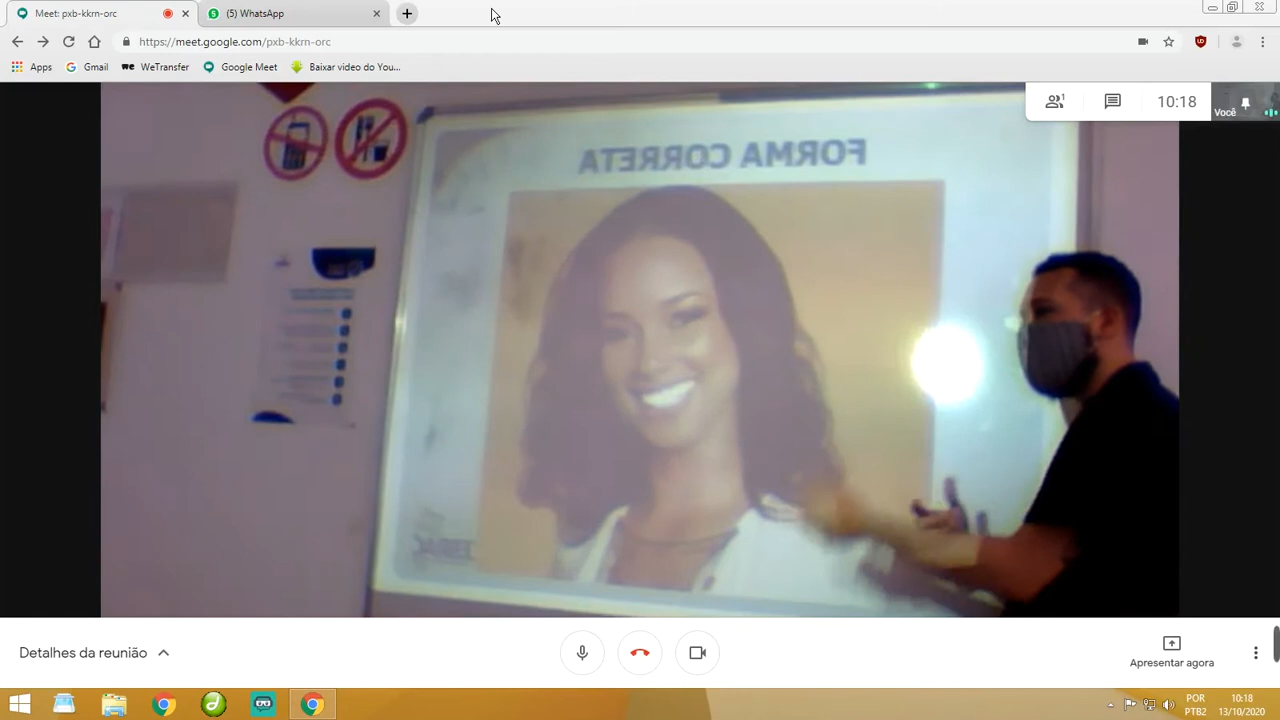 Meet: pxb-kkrn-orc
(5) WhatsApp
https://meet.google.com/pxb-kkrn-orc
Apps
Gmail
WeTransfer
Google Meet
Baixar video do You...
FORMA CORRETA
1
10:18
Você
Detalhes da reunião
Apresentar agora
POR
PTB2
10:18
13/10/2020